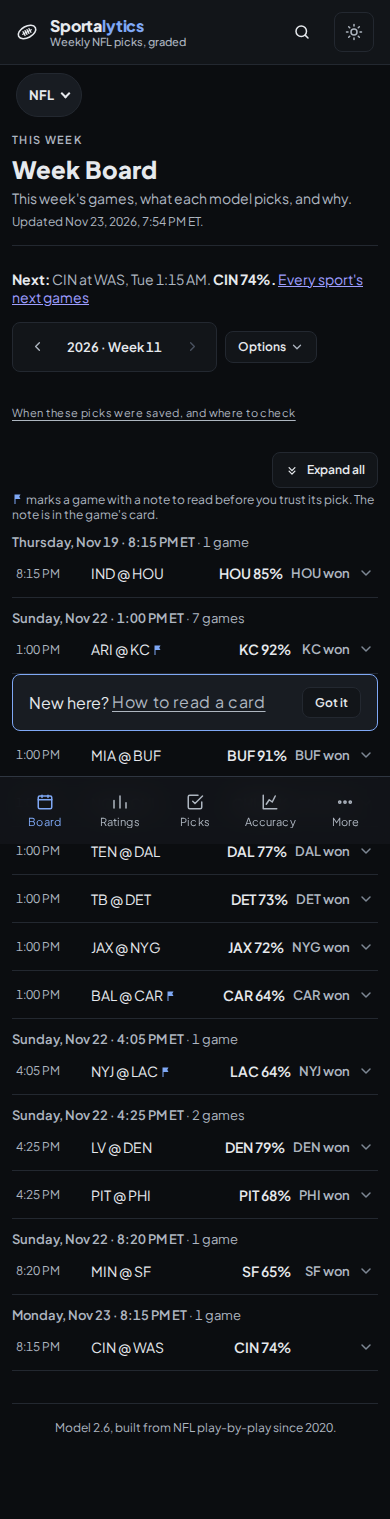 Sportalytics
Weekly NFL picks, graded
NFL
THIS WEEK
Week Board
This week's games, what each model picks, and why.
Updated Nov 23, 2026, 7:54 PM ET.
Next: CIN at WAS, Tue 1:15 AM. CIN 74%. Every sport's
next games
2026 · Week 11
Options
When these picks were saved, and where to check
Expand all
marks a game with a note to read before you trust its pick. The
note is in the game's card.
Thursday, Nov 19 · 8:15 PM ET · 1 game
8:15 PM IND @ HOU HOU 85% HOU won
Sunday, Nov 22 · 1:00 PM ET · 7 games
1:00 PM ARI @ KC KC 92% KC won
New here? How to read a card Got it
1:00 PM MIA @ BUF BUF 91% BUF won
Board Ratings Picks Accuracy More
1:00 PM TEN @ DAL DAL 77% DAL won
1:00 PM TB @ DET DET 73% DET won
1:00 PM JAX @ NYG JAX 72% NYG won
1:00 PM BAL @ CAR CAR 64% CAR won
Sunday, Nov 22 · 4:05 PM ET · 1 game
4:05 PM NYJ @ LAC LAC 64% NYJ won
Sunday, Nov 22 · 4:25 PM ET · 2 games
4:25 PM LV @ DEN DEN 79% DEN won
4:25 PM PIT @ PHI PIT 68% PHI won
Sunday, Nov 22 · 8:20 PM ET · 1 game
8:20 PM MIN @ SF SF 65% SF won
Monday, Nov 23 · 8:15 PM ET · 1 game
8:15 PM CIN @ WAS CIN 74%
Model 2.6, built from NFL play-by-play since 2020.